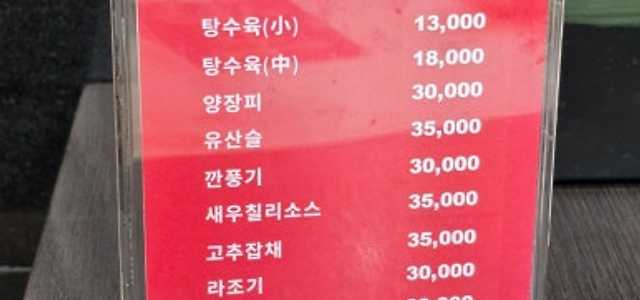 탕수육(小) 13,000
탕수육(中) 18,000
양장피 30,000
유산슬 35,000
깐풍기 30,000
새우칠리소스 35,000
고추잡채 35,000
라조기 30,000